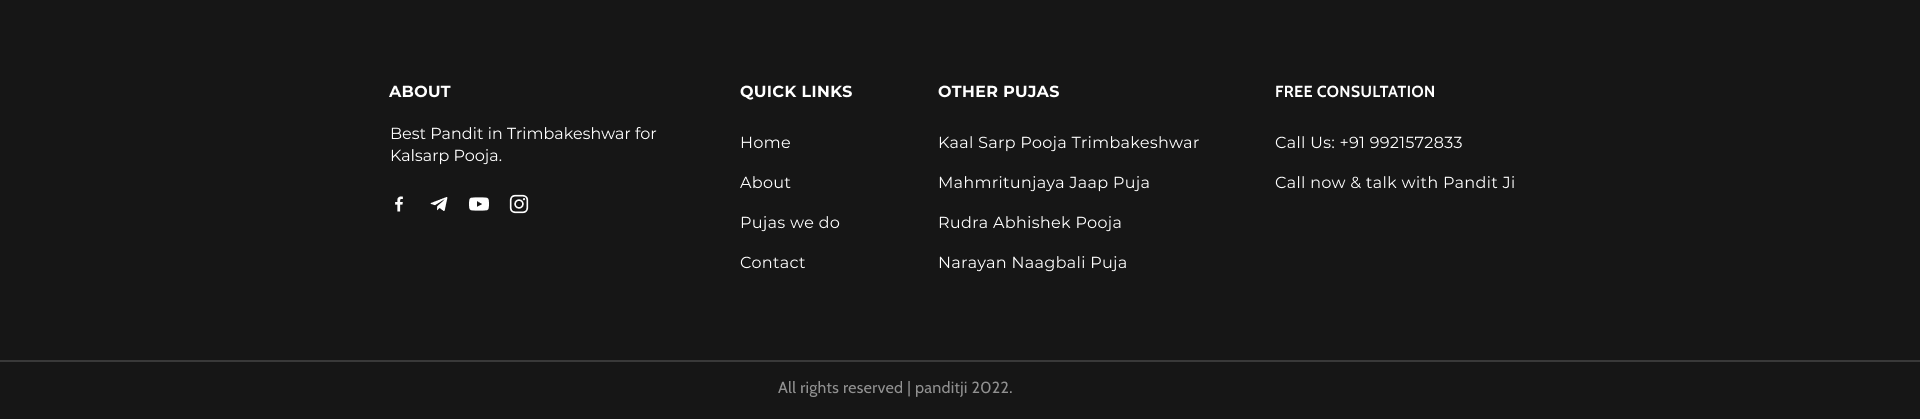 ABOUT
Best Pandit in Trimbakeshwar for
Kalsarp Pooja.
QUICK LINKS
Home
About
Pujas we do
Contact
OTHER PUJAS
Kaal Sarp Pooja Trimbakeshwar
Mahmritunjaya Jaap Puja
Rudra Abhishek Pooja
Narayan Naagbali Puja
FREE CONSULTATION
Call Us: +91 9921572833
Call now & talk with Pandit Ji
All rights reserved | panditji 2022.